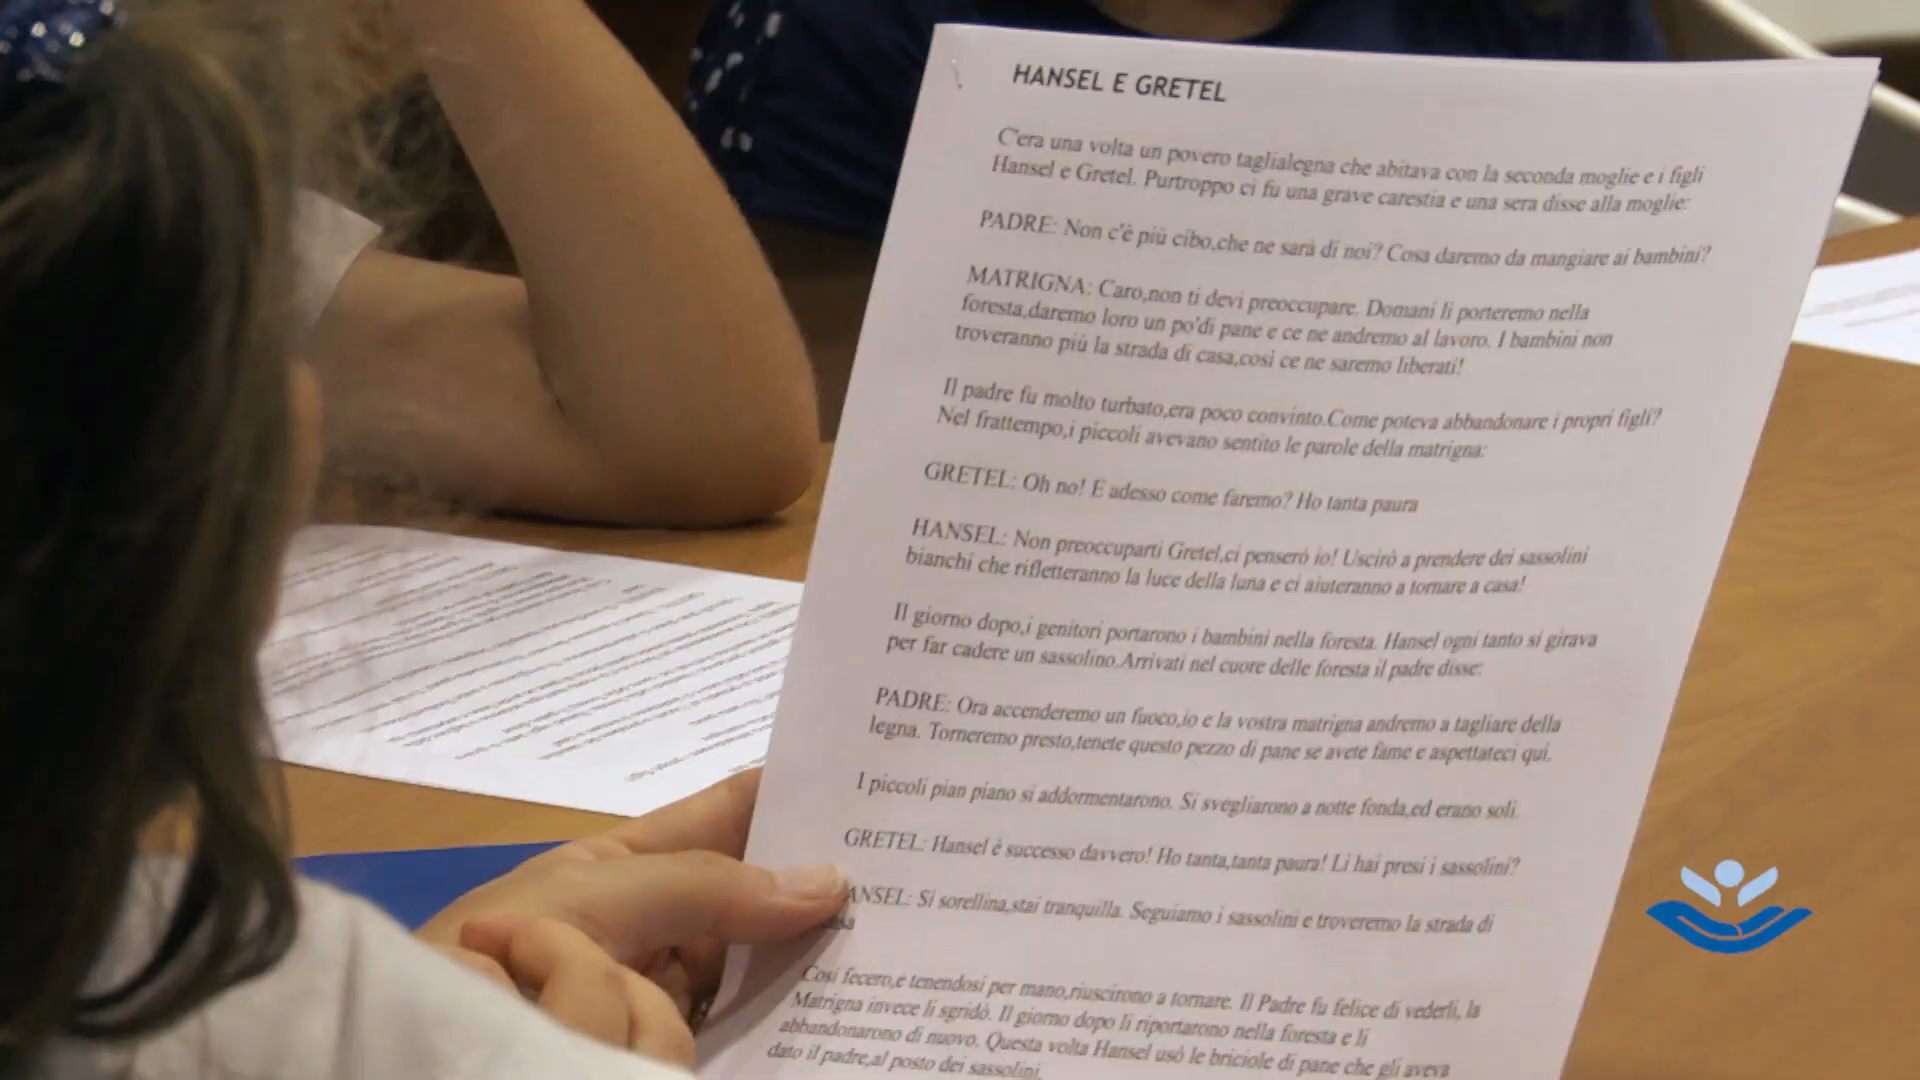 HANSEL E GRETEL
C'era una volta un povero taglialegna che abitava con la seconda moglie e i figli
Hansel e Gretel. Purtroppo ci fu una grave carestia e una sera disse alla moglie:
PADRE: Non c'è più cibo,che ne sarà di noi? Cosa daremo da mangiare ai bambini?
MATRIGNA: Caro,non ti devi preoccupare. Domani li porteremo nella
foresta,daremo loro un po'di pane e ce ne andremo al lavoro. I bambini non
troveranno più la strada di casa,così ce ne saremo liberati!
Il padre fu molto turbato,era poco convinto.Come poteva abbandonare i propri figli?
Nel frattempo,i piccoli avevano sentito le parole della matrigna:
GRETEL: Oh no! E adesso come faremo? Ho tanta paura
HANSEL: Non preoccuparti Gretel,ci penserò io! Uscirò a prendere dei sassolini
bianchi che rifletteranno la luce della luna e ci aiuteranno a tornare a casa!
Il giorno dopo,i genitori portarono i bambini nella foresta. Hansel ogni tanto si girava
per far cadere un sassolino.Arrivati nel cuore delle foresta il padre disse:
PADRE: Ora accenderemo un fuoco,io e la vostra matrigna andremo a tagliare della
legna. Torneremo presto,tenete questo pezzo di pane se avete fame e aspettateci qui.
I piccoli pian piano si addormentarono. Si svegliarono a notte fonda,ed erano soli.
GRETEL: Hansel è successo davvero! Ho tanta,tanta paura! Li hai presi i sassolini?
ANSEL: Si sorellina,stai tranquilla. Seguiamo i sassolini e troveremo la strada di
Così fecero,e tenendosi per mano,riuscirono a tornare. Il Padre fu felice di vederli, la
Matrigna invece li sgridò. Il giorno dopo li riportarono nella foresta e li
abbandonarono di nuovo. Questa volta Hansel usò le briciole di pane che gli aveva
dato il padre,al posto dei sassolini.